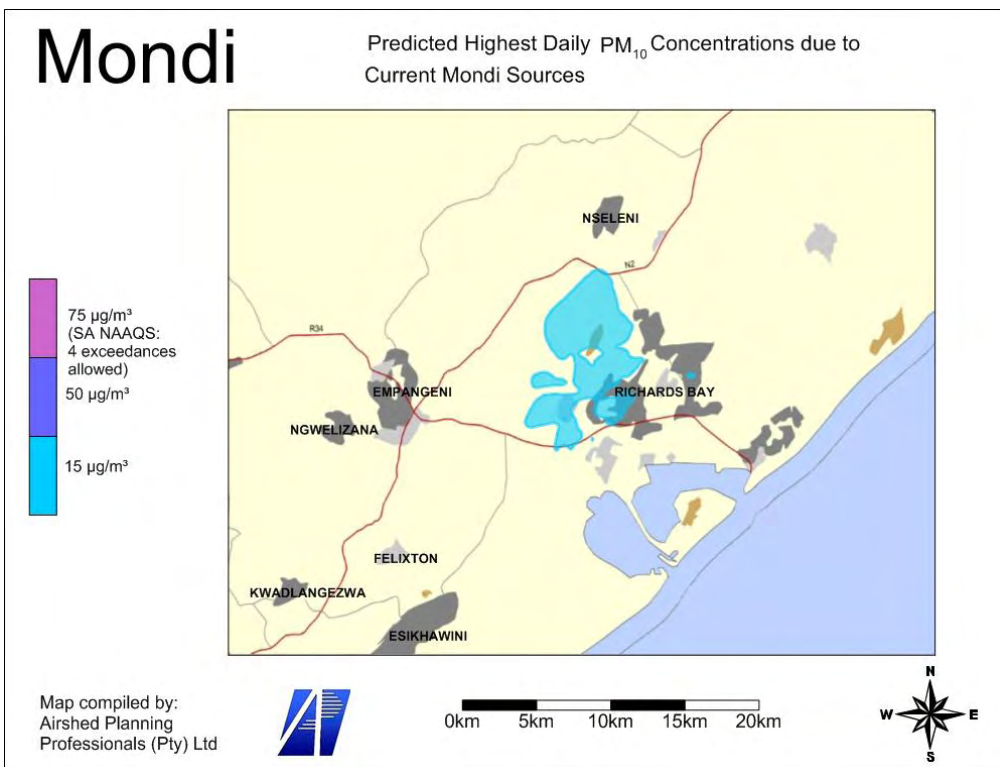 Mondi
Predicted Highest Daily PM10 Concentrations due to
Current Mondi Sources
75 µg/m³
(SA NAAQS:
4 exceedances
allowed)
50 µg/m³
15 µg/m³
NSELENI
N2
R34
EMPANGENI
RICHARDS BAY
NGWELIZANA
FELIXTON
KWADLANGEZWA
ESIKHAWINI
Map compiled by:
Airshed Planning
Professionals (Pty) Ltd
0km 5km 10km 15km 20km
N
W E
S